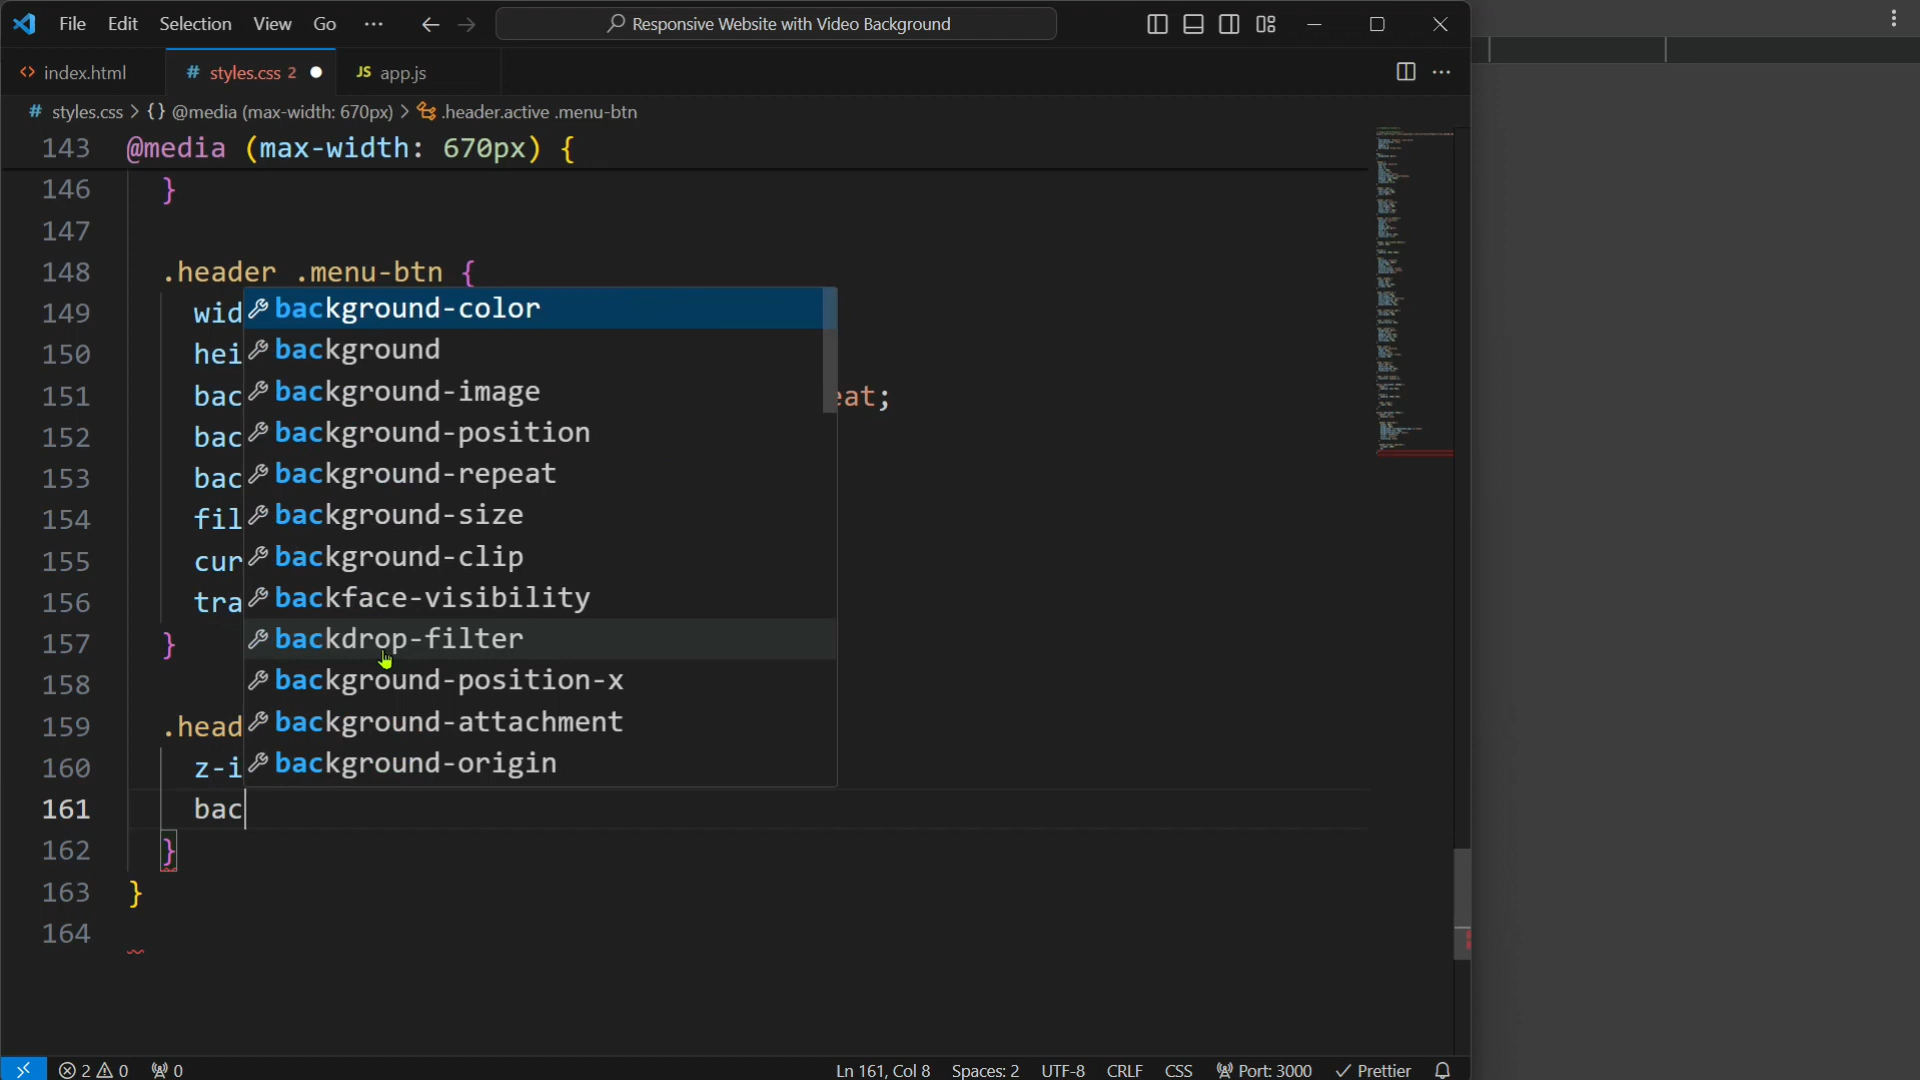 File Edit Selection View Go ··· Responsive Website with Video Background
index.html # styles.css 2 JS app.js
# styles.css > {} @media (max-width: 670px) > .header.active .menu-btn
143 @media (max-width: 670px) {
146 }
147
148 .header .menu-btn {
149 wid
background-color
150 hei
background
151 bac
background-image
eat;
152 bac
background-position
153 bac
background-repeat
154 fil
background-size
155 cur
background-clip
156 tra
backface-visibility
157 }
backdrop-filter
158
background-position-x
159 .head
background-attachment
160 z-i
background-origin
161 bac
162 }
163 }
164
2 0 0 Ln 161, Col 8 Spaces: 2 UTF-8 CRLF CSS Port: 3000 Prettier